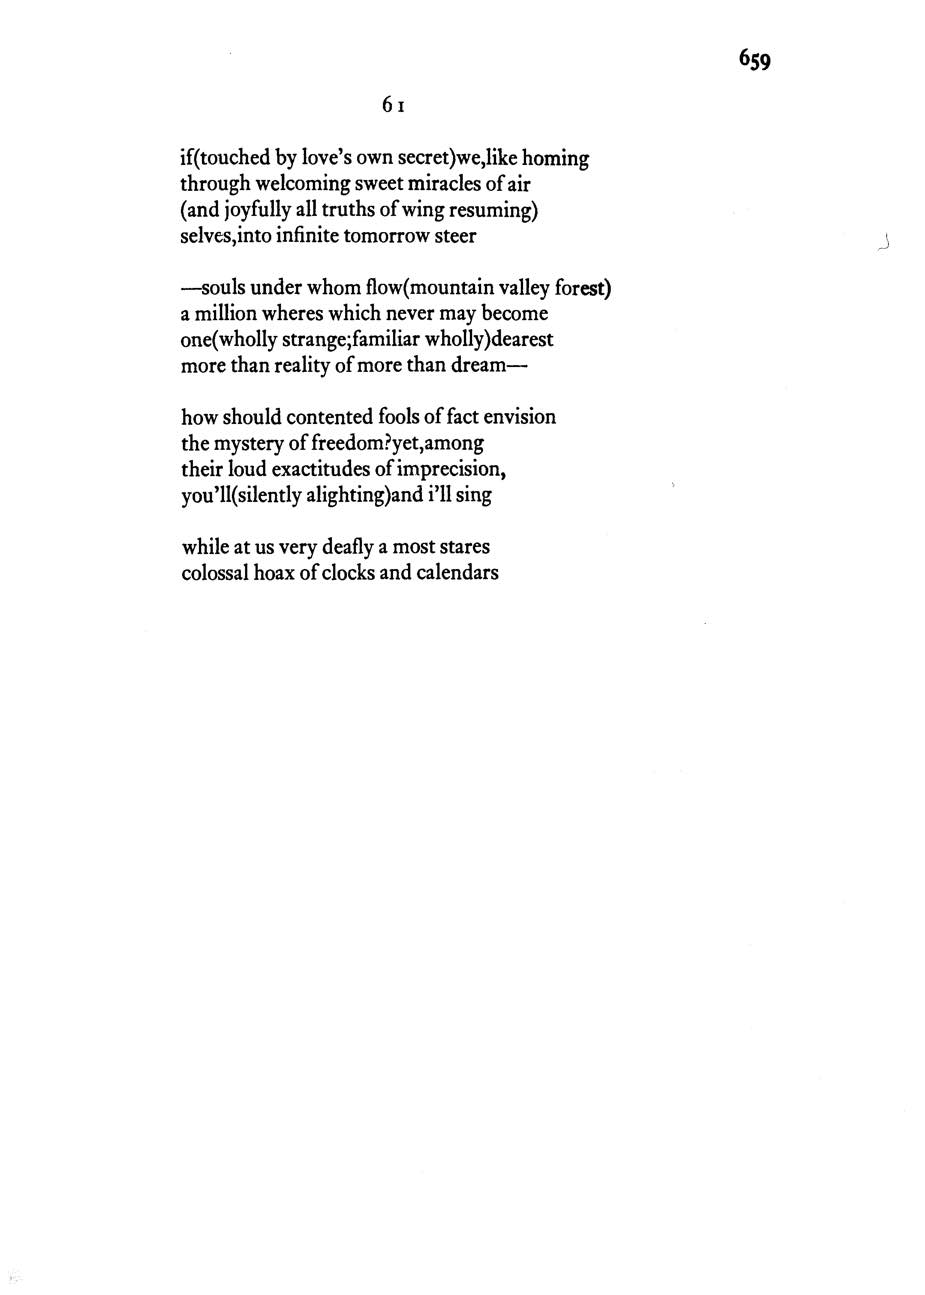 659
61
if(touched by love's own secret)we,like homing
through welcoming sweet miracles of air
(and joyfully all truths of wing resuming)
selves,into infinite tomorrow steer
—souls under whom flow(mountain valley forest)
a million wheres which never may become
one(wholly strange;familiar wholly)dearest
more than reality of more than dream—
how should contented fools of fact envision
the mystery of freedom?yet,among
their loud exactitudes of imprecision,
you'll(silently alighting)and i'll sing
while at us very deafly a most stares
colossal hoax of clocks and calendars